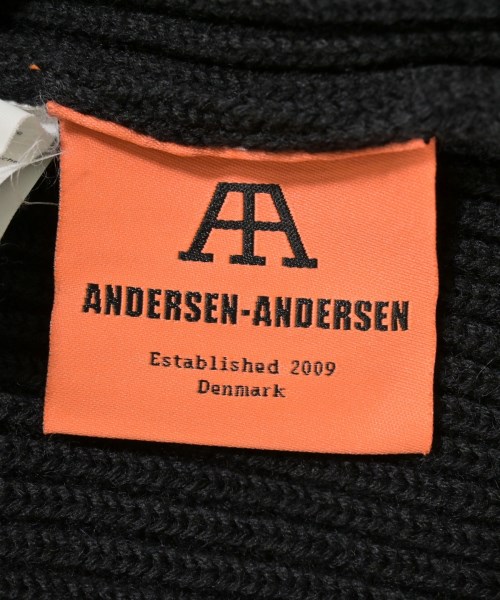 AA
ANDERSEN-ANDERSEN
Established 2009
Denmark